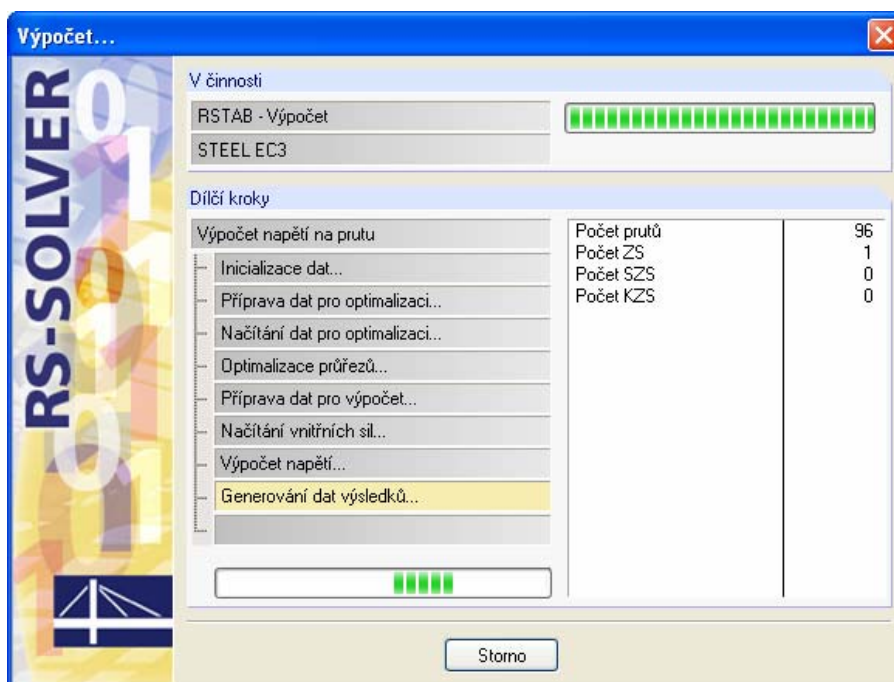 Výpočet...
RS-SOLVER
V činnosti
RSTAB - Výpočet
STEEL EC3
Dílčí kroky
Výpočet napětí na prutu
Inicializace dat...
Příprava dat pro optimalizaci...
Načítání dat pro optimalizaci...
Optimalizace průřezů...
Příprava dat pro výpočet...
Načítání vnitřních sil...
Výpočet napětí...
Generování dat výsledků...
Počet prutů 96
Počet ZS 1
Počet SZS 0
Počet KZS 0
Storno